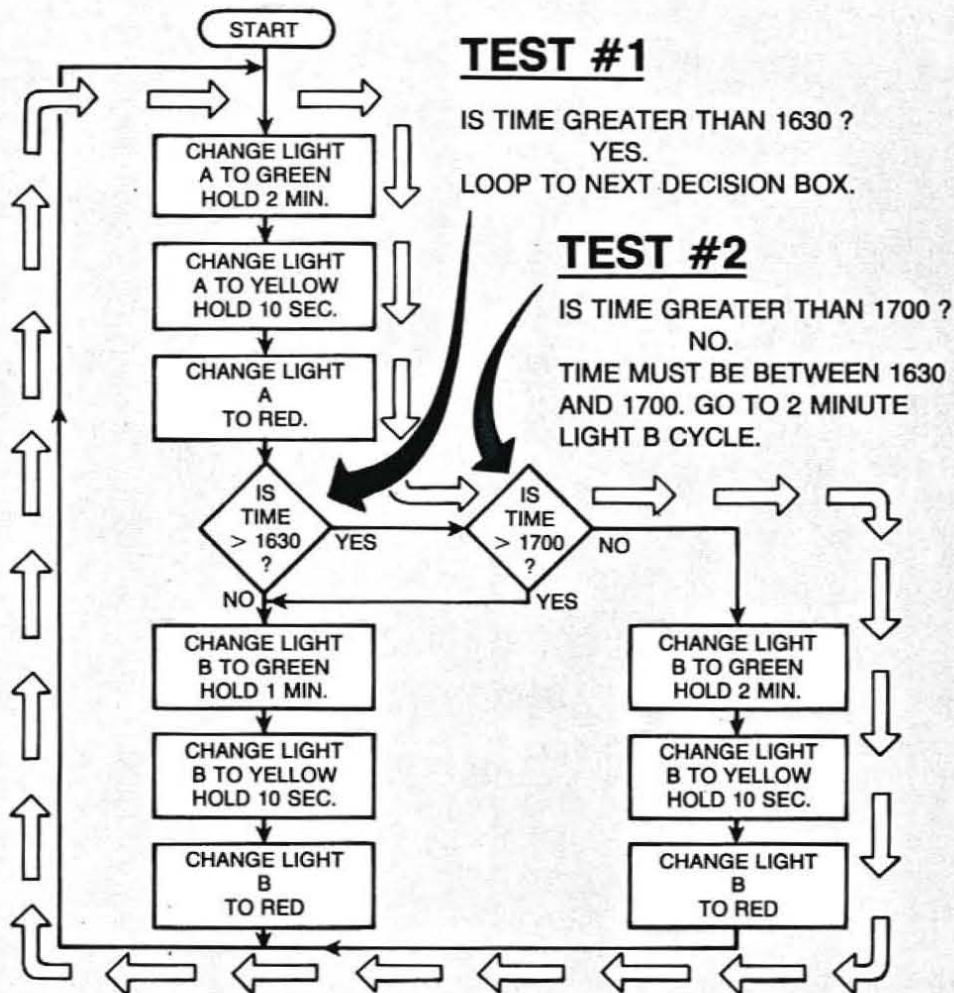 START
TEST #1
IS TIME GREATER THAN 1630 ?
YES.
LOOP TO NEXT DECISION BOX.
TEST #2
IS TIME GREATER THAN 1700 ?
NO.
TIME MUST BE BETWEEN 1630
AND 1700. GO TO 2 MINUTE
LIGHT B CYCLE.
CHANGE LIGHT
A TO GREEN
HOLD 2 MIN.
CHANGE LIGHT
A TO YELLOW
HOLD 10 SEC.
CHANGE LIGHT
A
TO RED.
IS
TIME
> 1630
?
YES
NO
IS
TIME
> 1700
?
NO
YES
CHANGE LIGHT
B TO GREEN
HOLD 1 MIN.
CHANGE LIGHT
B TO YELLOW
HOLD 10 SEC.
CHANGE LIGHT
B
TO RED
CHANGE LIGHT
B TO GREEN
HOLD 2 MIN.
CHANGE LIGHT
B TO YELLOW
HOLD 10 SEC.
CHANGE LIGHT
B
TO RED